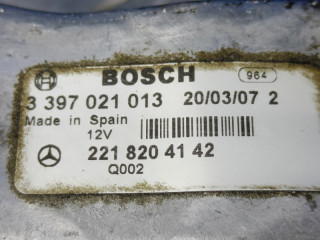 BOSCH 964
3 397 021 013 20/03/07 2
Made in Spain
12V
221 820 41 42
Q002